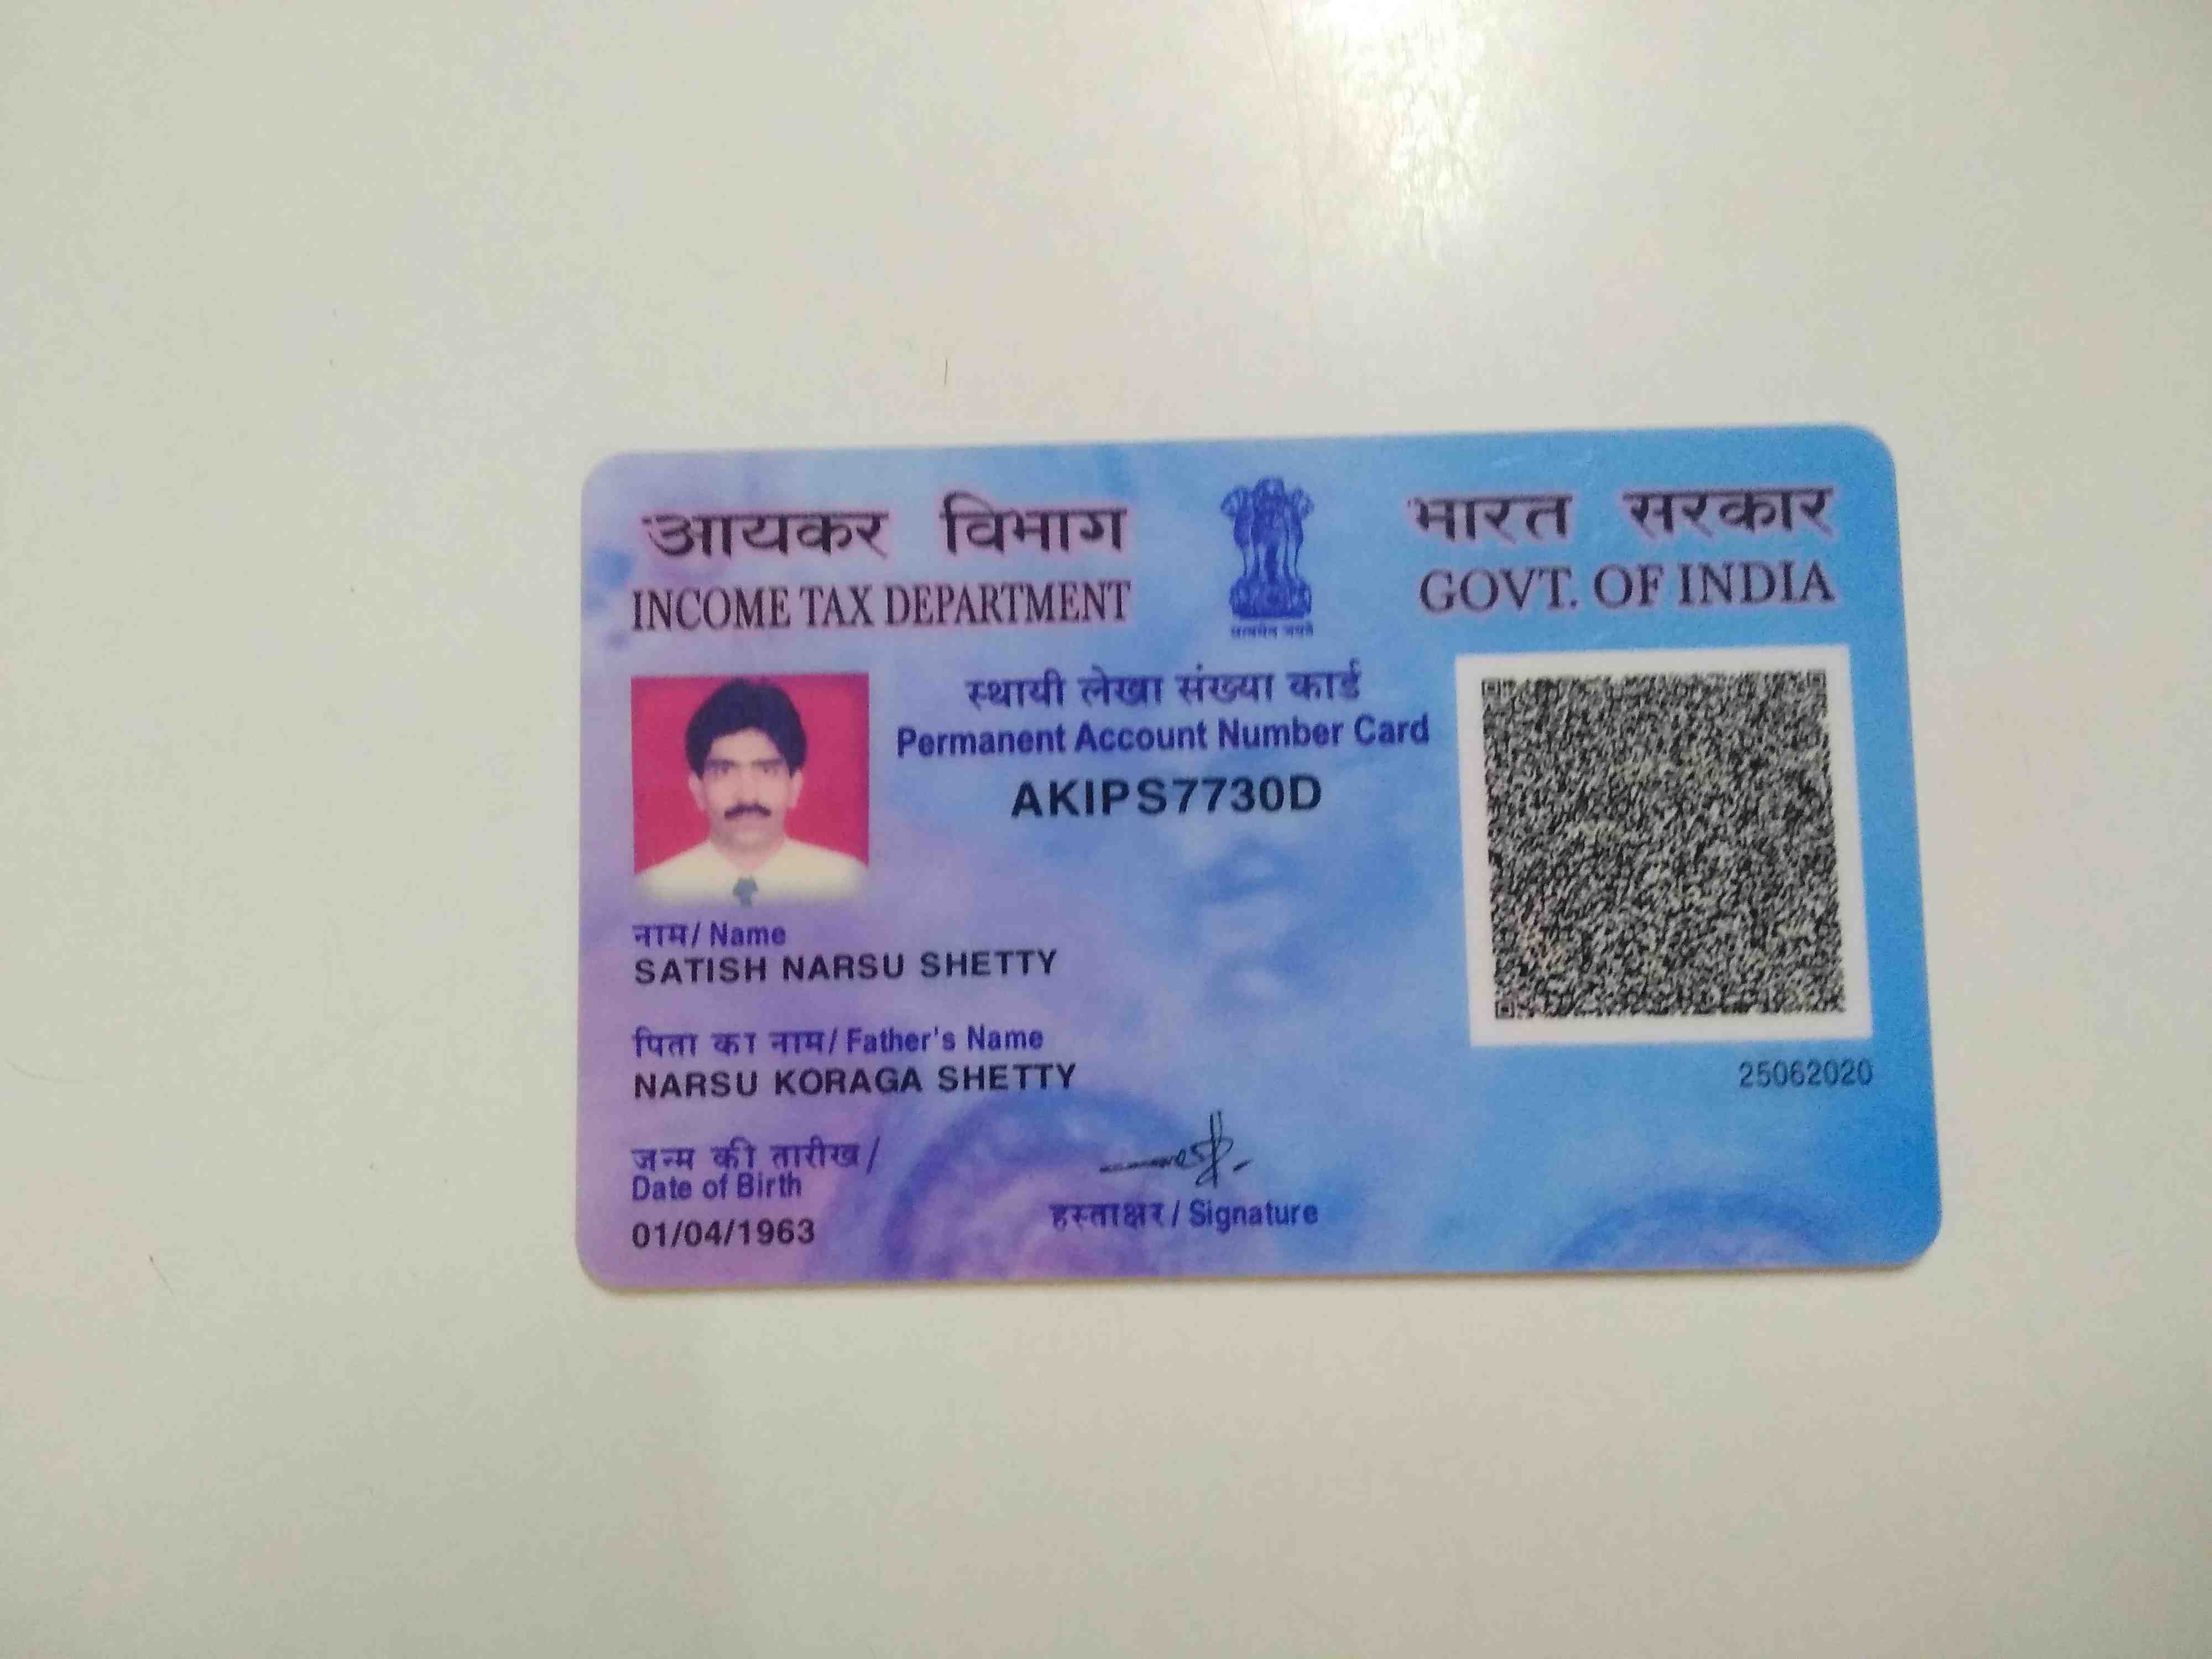 आयकर विभाग
INCOME TAX DEPARTMENT
सत्यमेव जयते
भारत सरकार
GOVT. OF INDIA
स्थायी लेखा संख्या कार्ड
Permanent Account Number Card
AKIPS7730D
नाम/ Name
SATISH NARSU SHETTY
पिता का नाम/ Father's Name
NARSU KORAGA SHETTY
25062020
जन्म की तारीख/
Date of Birth
01/04/1963
हस्ताक्षर/ Signature